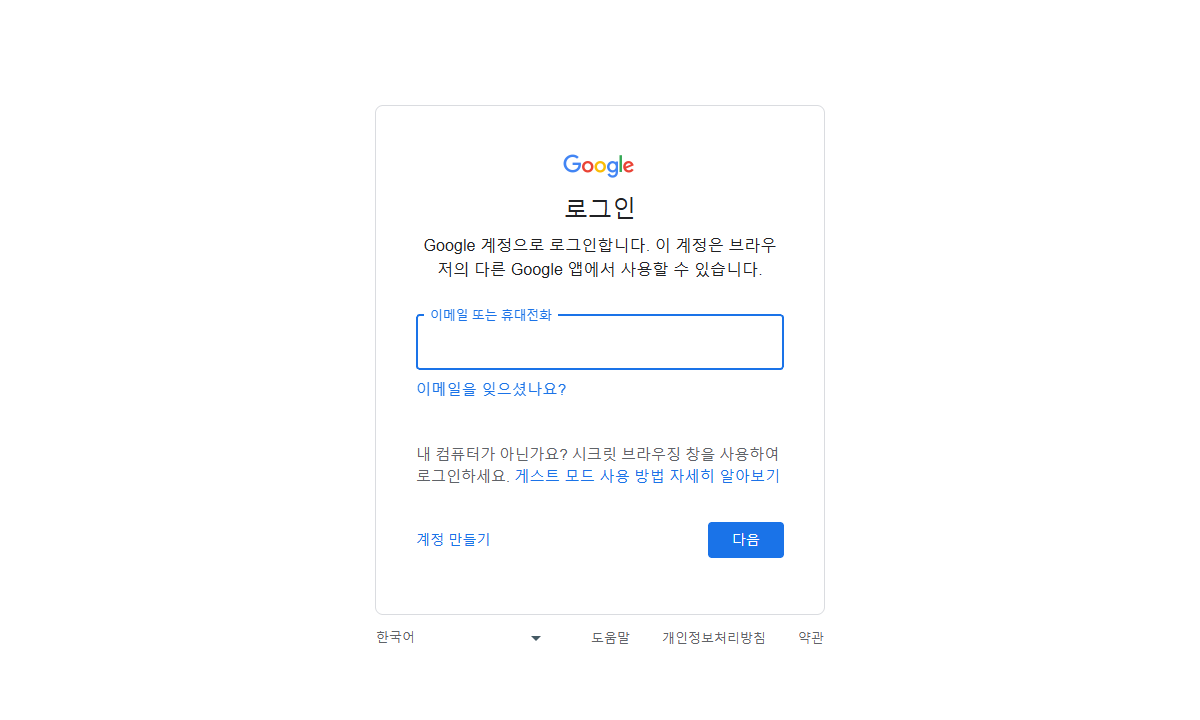 Google
로그인
Google 계정으로 로그인합니다. 이 계정은 브라우
저의 다른 Google 앱에서 사용할 수 있습니다.
이메일 또는 휴대전화
이메일을 잊으셨나요?
내 컴퓨터가 아닌가요? 시크릿 브라우징 창을 사용하여
로그인하세요. 게스트 모드 사용 방법 자세히 알아보기
계정 만들기
다음
한국어
도움말
개인정보처리방침
약관